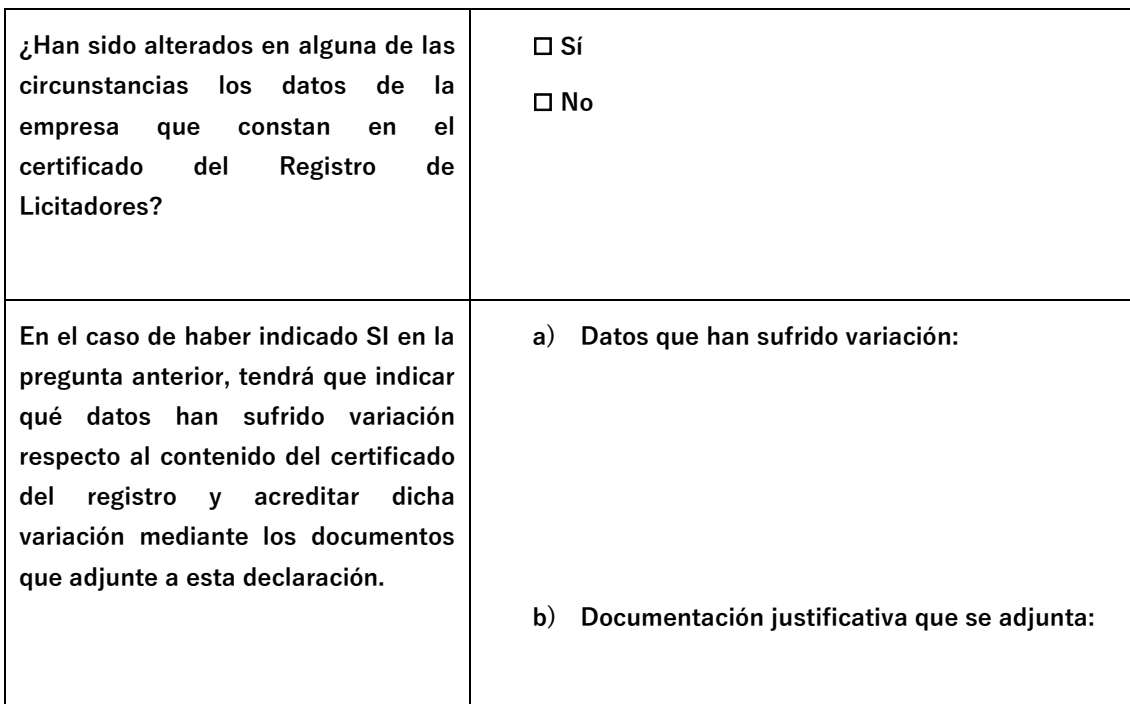 ¿Han sido alterados en alguna de las
circunstancias los datos de la
empresa que constan en el
certificado del Registro de
Licitadores?
☐ Sí
☐ No
En el caso de haber indicado SI en la
pregunta anterior, tendrá que indicar
qué datos han sufrido variación
respecto al contenido del certificado
del registro y acreditar dicha
variación mediante los documentos
que adjunte a esta declaración.
a) Datos que han sufrido variación:
b) Documentación justificativa que se adjunta: